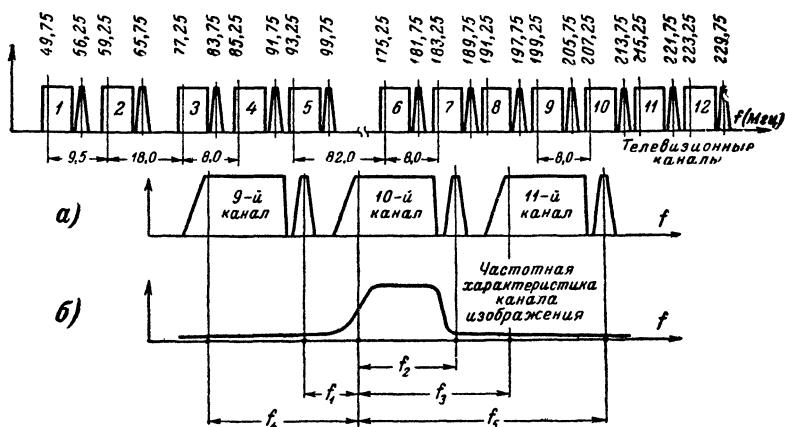 49,75 56,25 59,25 65,75 77,25 83,75 85,25 91,75 93,25 99,75 175,25 181,75 183,25 189,75 191,25 197,75 199,25 205,75 207,25 213,75 215,25 221,75 223,25 229,75
1 2 3 4 5 6 7 8 9 10 11 12 f(Мгц)
9,5 18,0 8,0 82,0 8,0 8,0 Телевизионные
каналы
а) 9-й 10-й 11-й
канал канал канал f
Частотная
характеристика
канала
изображения
б) f
f₂
f₁ f₃
f₄ f₅